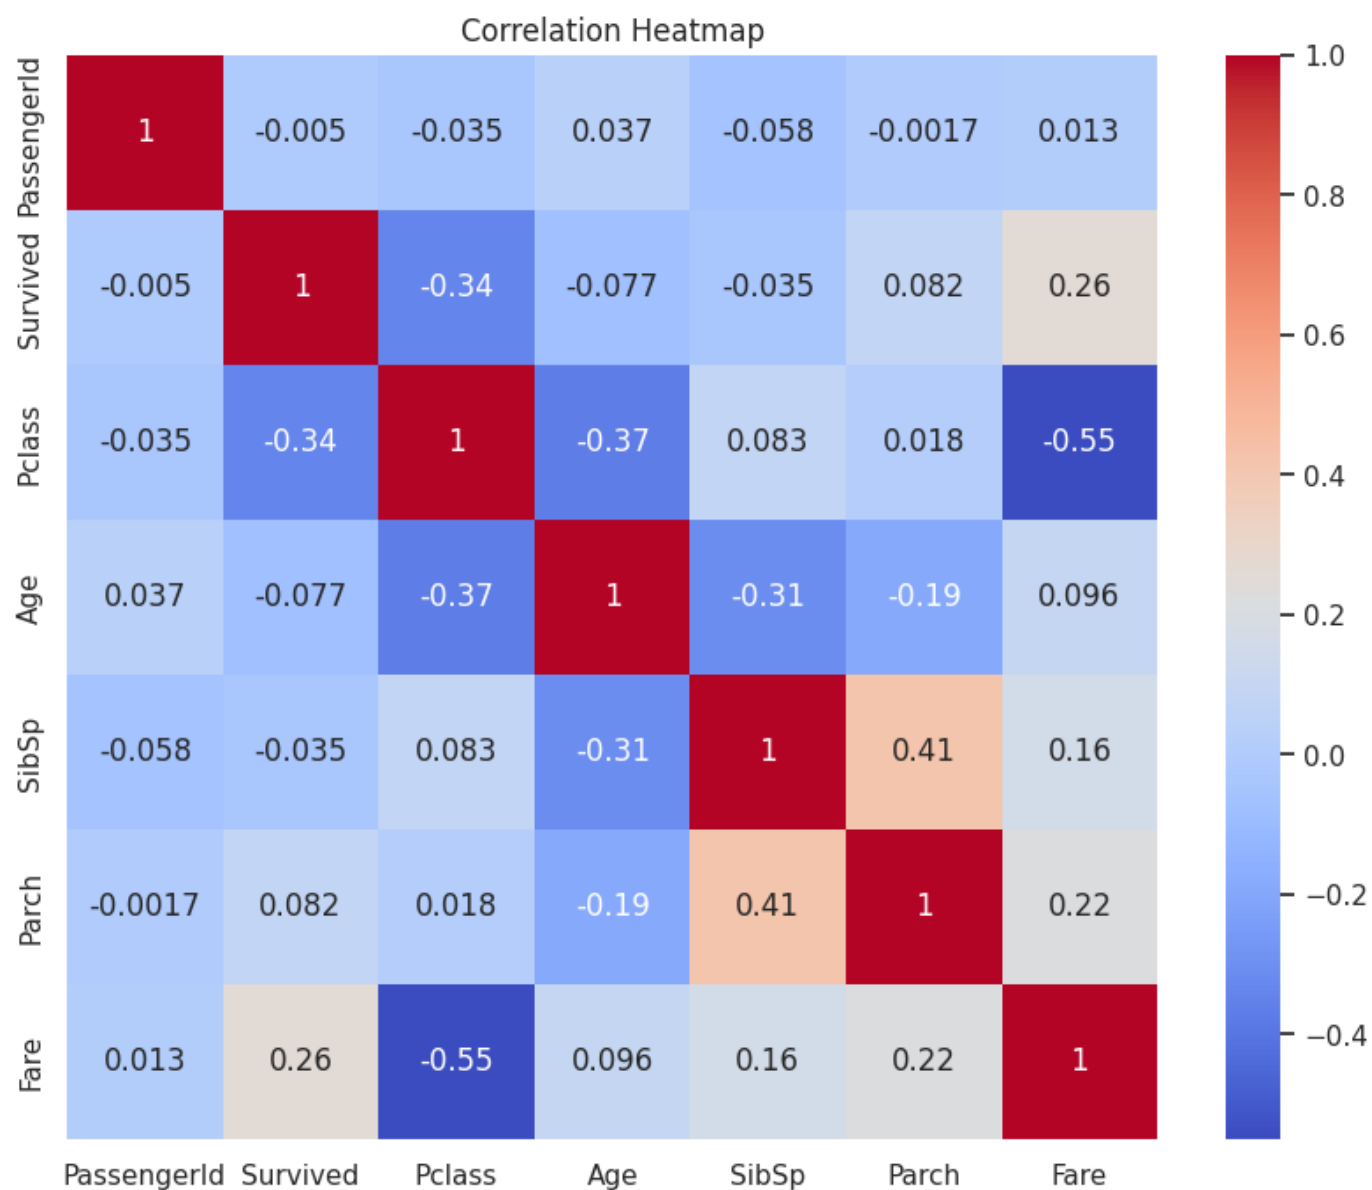 Correlation Heatmap
PassengerId 1 -0.005 -0.035 0.037 -0.058 -0.0017 0.013
Survived -0.005 1 -0.34 -0.077 -0.035 0.082 0.26
Pclass -0.035 -0.34 1 -0.37 0.083 0.018 -0.55
Age 0.037 -0.077 -0.37 1 -0.31 -0.19 0.096
SibSp -0.058 -0.035 0.083 -0.31 1 0.41 0.16
Parch -0.0017 0.082 0.018 -0.19 0.41 1 0.22
Fare 0.013 0.26 -0.55 0.096 0.16 0.22 1
PassengerId Survived Pclass Age SibSp Parch Fare
1.0
0.8
0.6
0.4
0.2
0.0
−0.2
−0.4